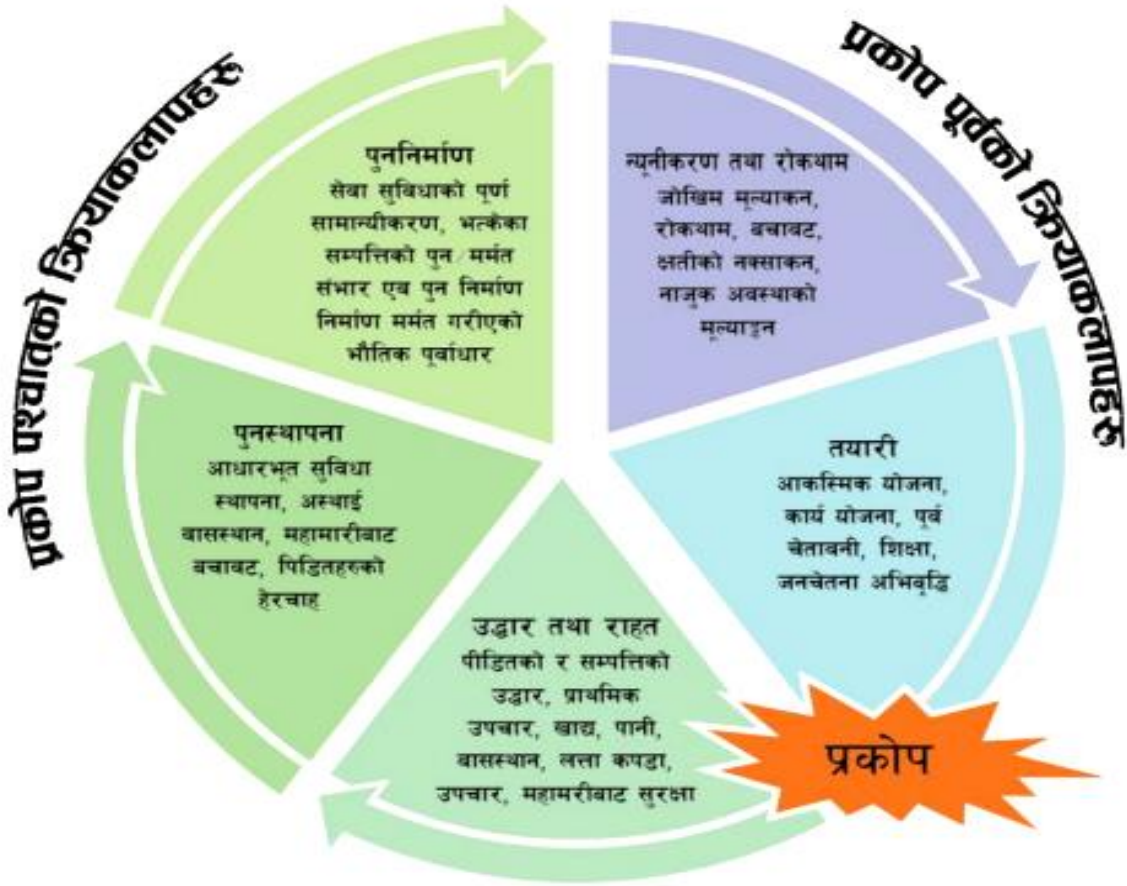 प्रकोप पूर्वको क्रियाकलापहरू
प्रकोप पश्चात्को क्रियाकलापहरू
न्यूनीकरण तथा रोकथाम
जोखिम मूल्याकन,
रोकथाम, बचावट,
क्षतीको नक्साकन,
नाजुक अवस्थाको
मूल्याङ्कन
तयारी
आकस्मिक योजना,
कार्य योजना, पूर्व
चेतावनी, शिक्षा,
जनचेतना अभिवृद्धि
प्रकोप
उद्धार तथा राहत
पीडितको र सम्पत्तिको
उद्धार, प्राथमिक
उपचार, खाद्य, पानी,
बासस्थान, लत्ता कपडा,
उपचार, महामरीबाट सुरक्षा
पुनस्थापना
आधारभूत सुविधा
स्थापना, अस्थाई
बासस्थान, महामारीबाट
बचावट, पिडितहरुको
हेरचाह
पुननिर्माण
सेवा सुविधाको पूर्ण
सामान्यीकरण, भत्केका
सम्पत्तिको पुन/मर्मत
संभार एव पुन निर्माण
निर्माण मर्मत गरीएको
भौतिक पूर्वाधार